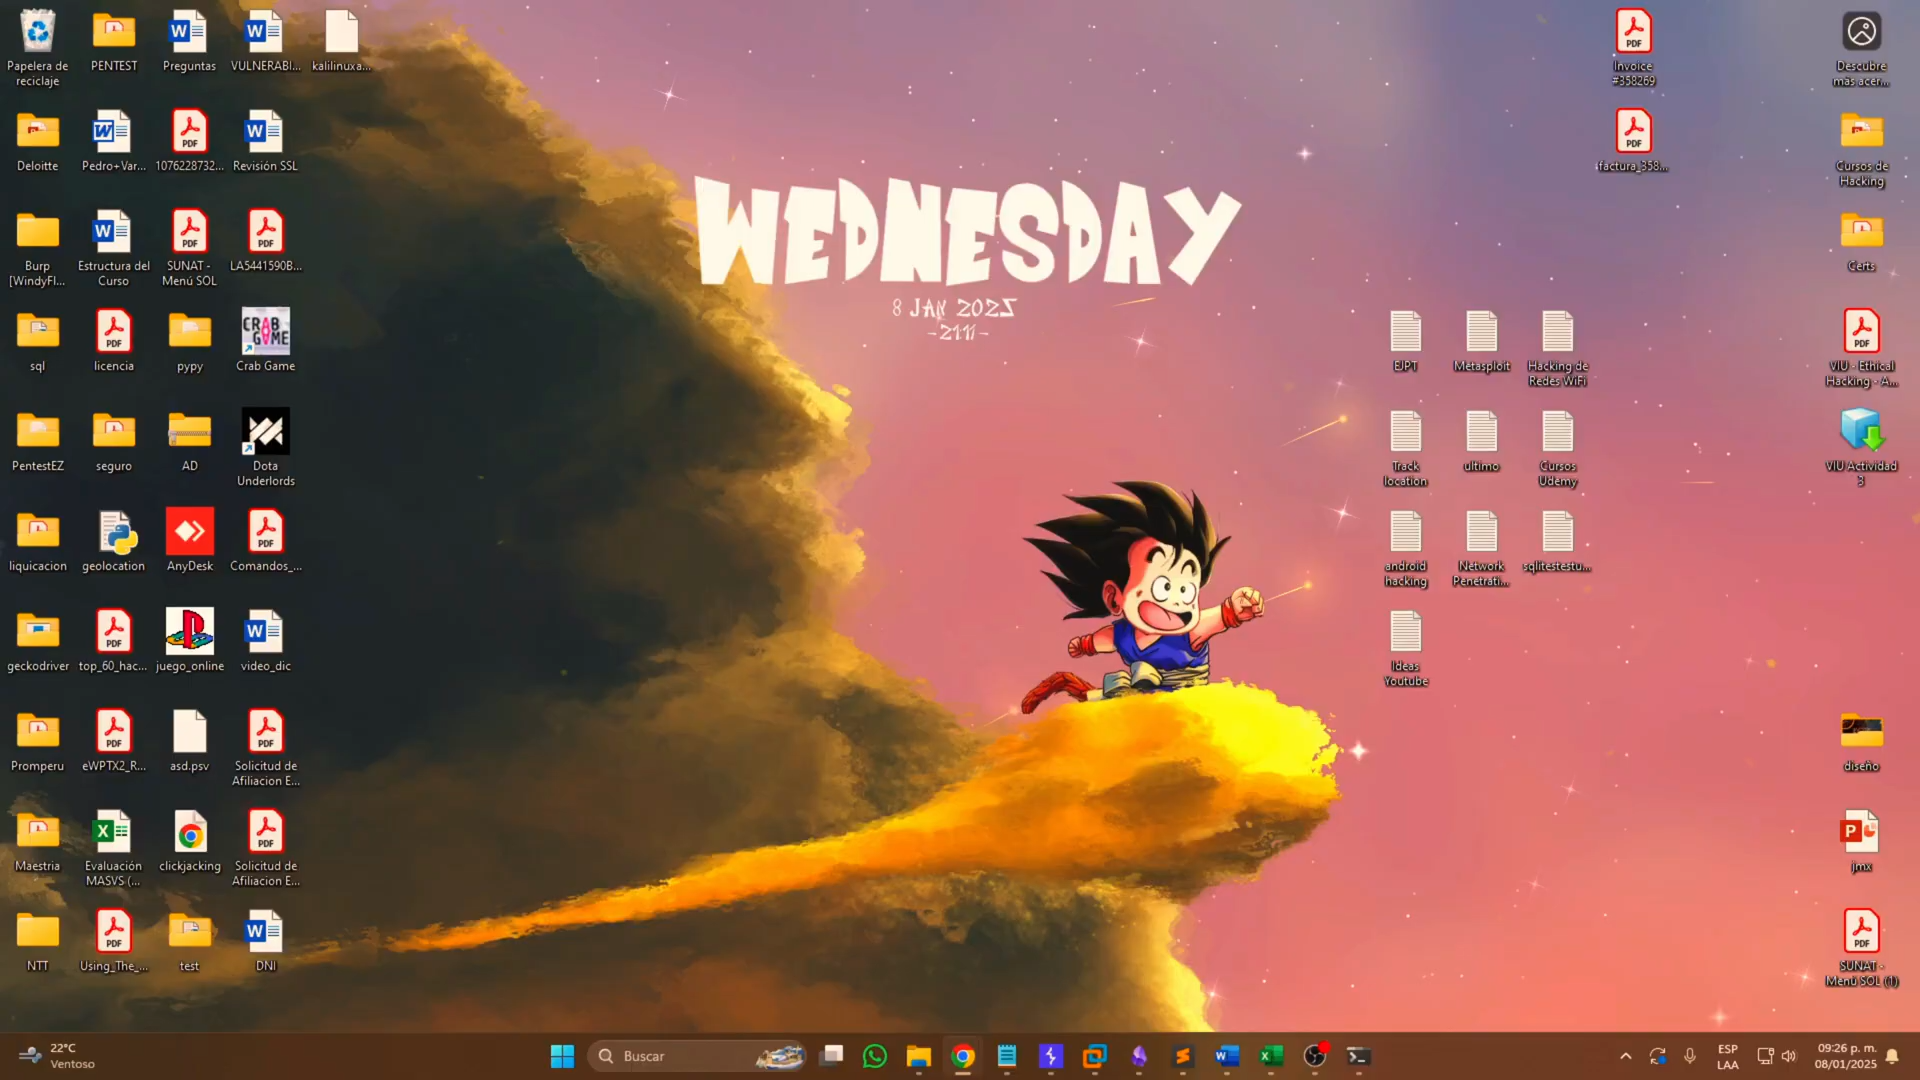 Papelera de
reciclaje
PENTEST
Preguntas
VULNERABI...
kalilinuxa...
Invoice
#358269
Descubre
más acer...
Deloitte
Pedro+Var...
1076228732...
Revisión SSL
factura_358...
Cursos de
Hacking
WEDNESDAY
Burp
[WindyFl...
Estructura del
Curso
SUNAT -
Menú SOL
LA5441590B...
Certs
8 JAN 2025
sql
licencia
pypy
CRAB
GAME
Crab Game
EJPT
Metasploit
Hacking de
Redes WiFi
VIU - Ethical
Hacking - A...
PentestEZ
seguro
AD
Dota
Underlords
Track
location
ultimo
Cursos
Udemy
VIU Actividad
3
liquicacion
geolocation
AnyDesk
Comandos_...
android
hacking
Network
Penetrati...
sqlitestestu...
geckodriver
top_60_hac...
juego_online
video_dic
Ideas
Youtube
Promperu
eWPTX2_R...
asd.psv
Solicitud de
Afiliacion E...
diseño
Maestria
Evaluación
MASVS (...
clickjacking
Solicitud de
Afiliacion E...
jmx
NTT
Using_The_...
test
DNI
SUNAT -
Menú SOL (1)
22°C
Ventoso
Buscar
ESP
LAA
09:26 p. m.
08/01/2025